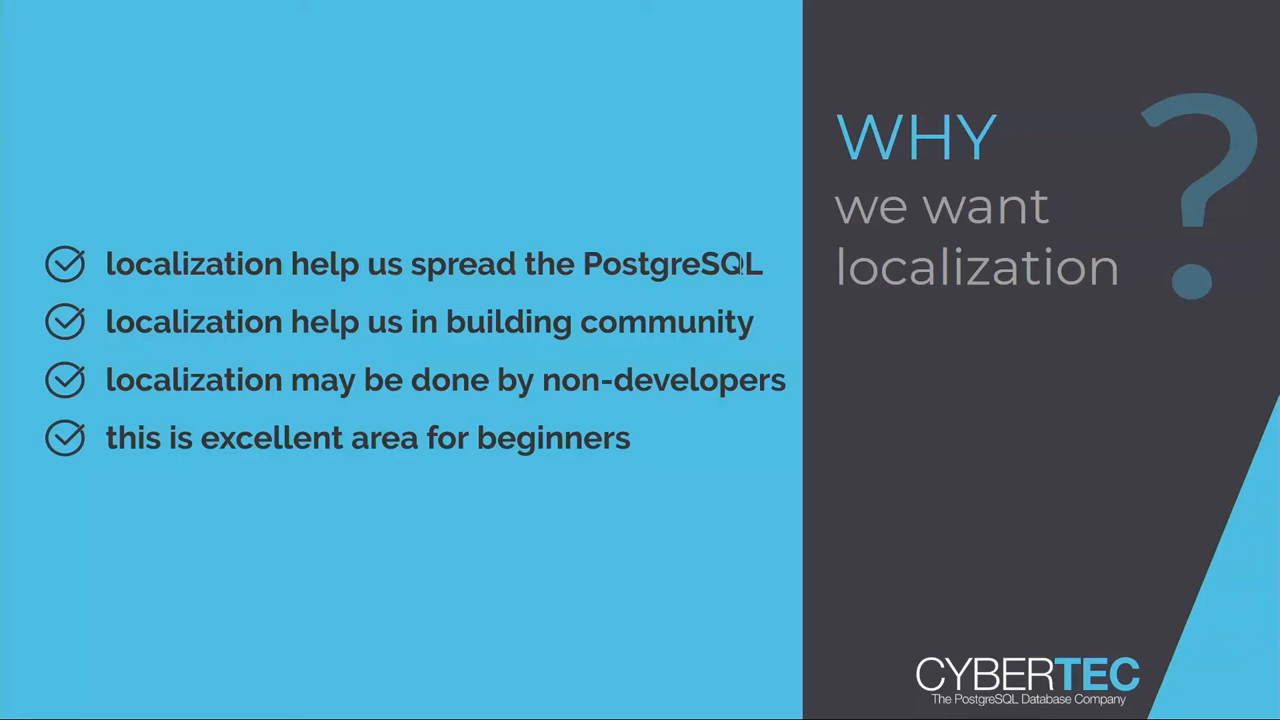 WHY
we want
localization
?
localization help us spread the PostgreSQL
localization help us in building community
localization may be done by non-developers
this is excellent area for beginners
CYBERTEC
The PostgreSQL Database Company